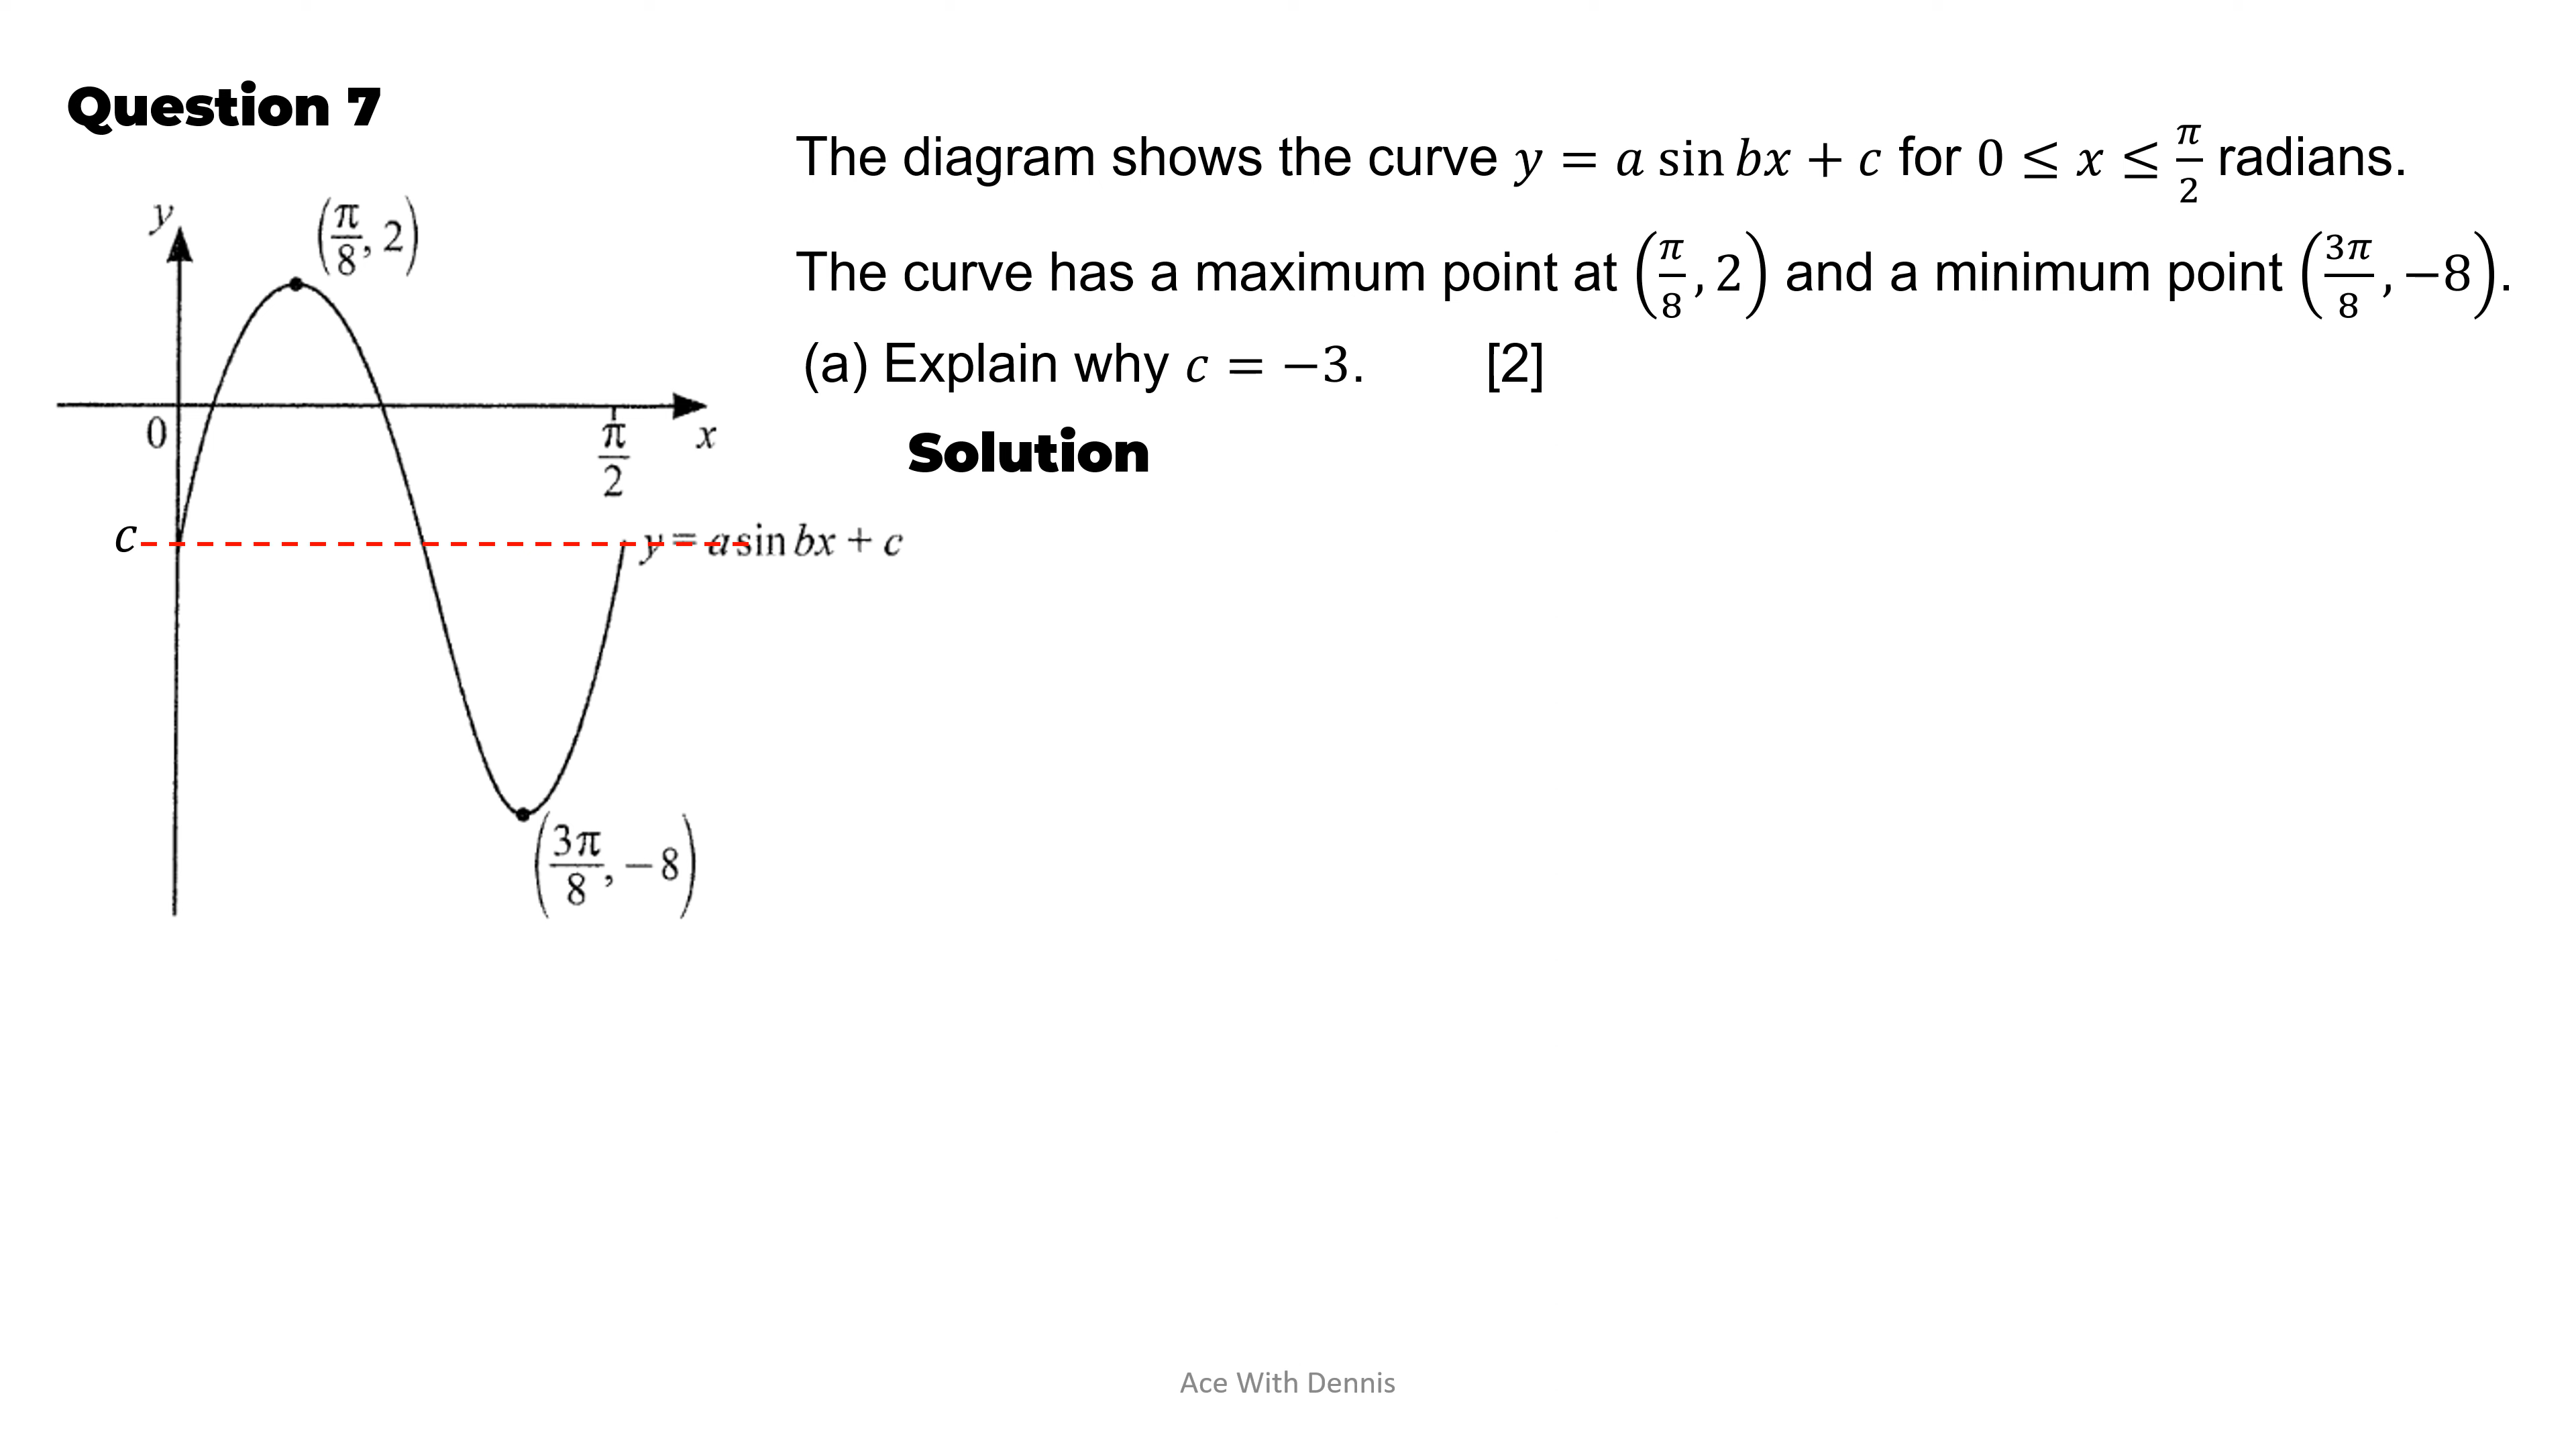 Question 7
The diagram shows the curve y = a sin bx + c for 0 ≤ x ≤ π/2 radians.
The curve has a maximum point at (π/8, 2) and a minimum point (3π/8, −8).
(a) Explain why c = −3. [2]
Solution
y
(π/8, 2)
0
π/2
x
c
y = a sin bx + c
(3π/8, −8)
Ace With Dennis